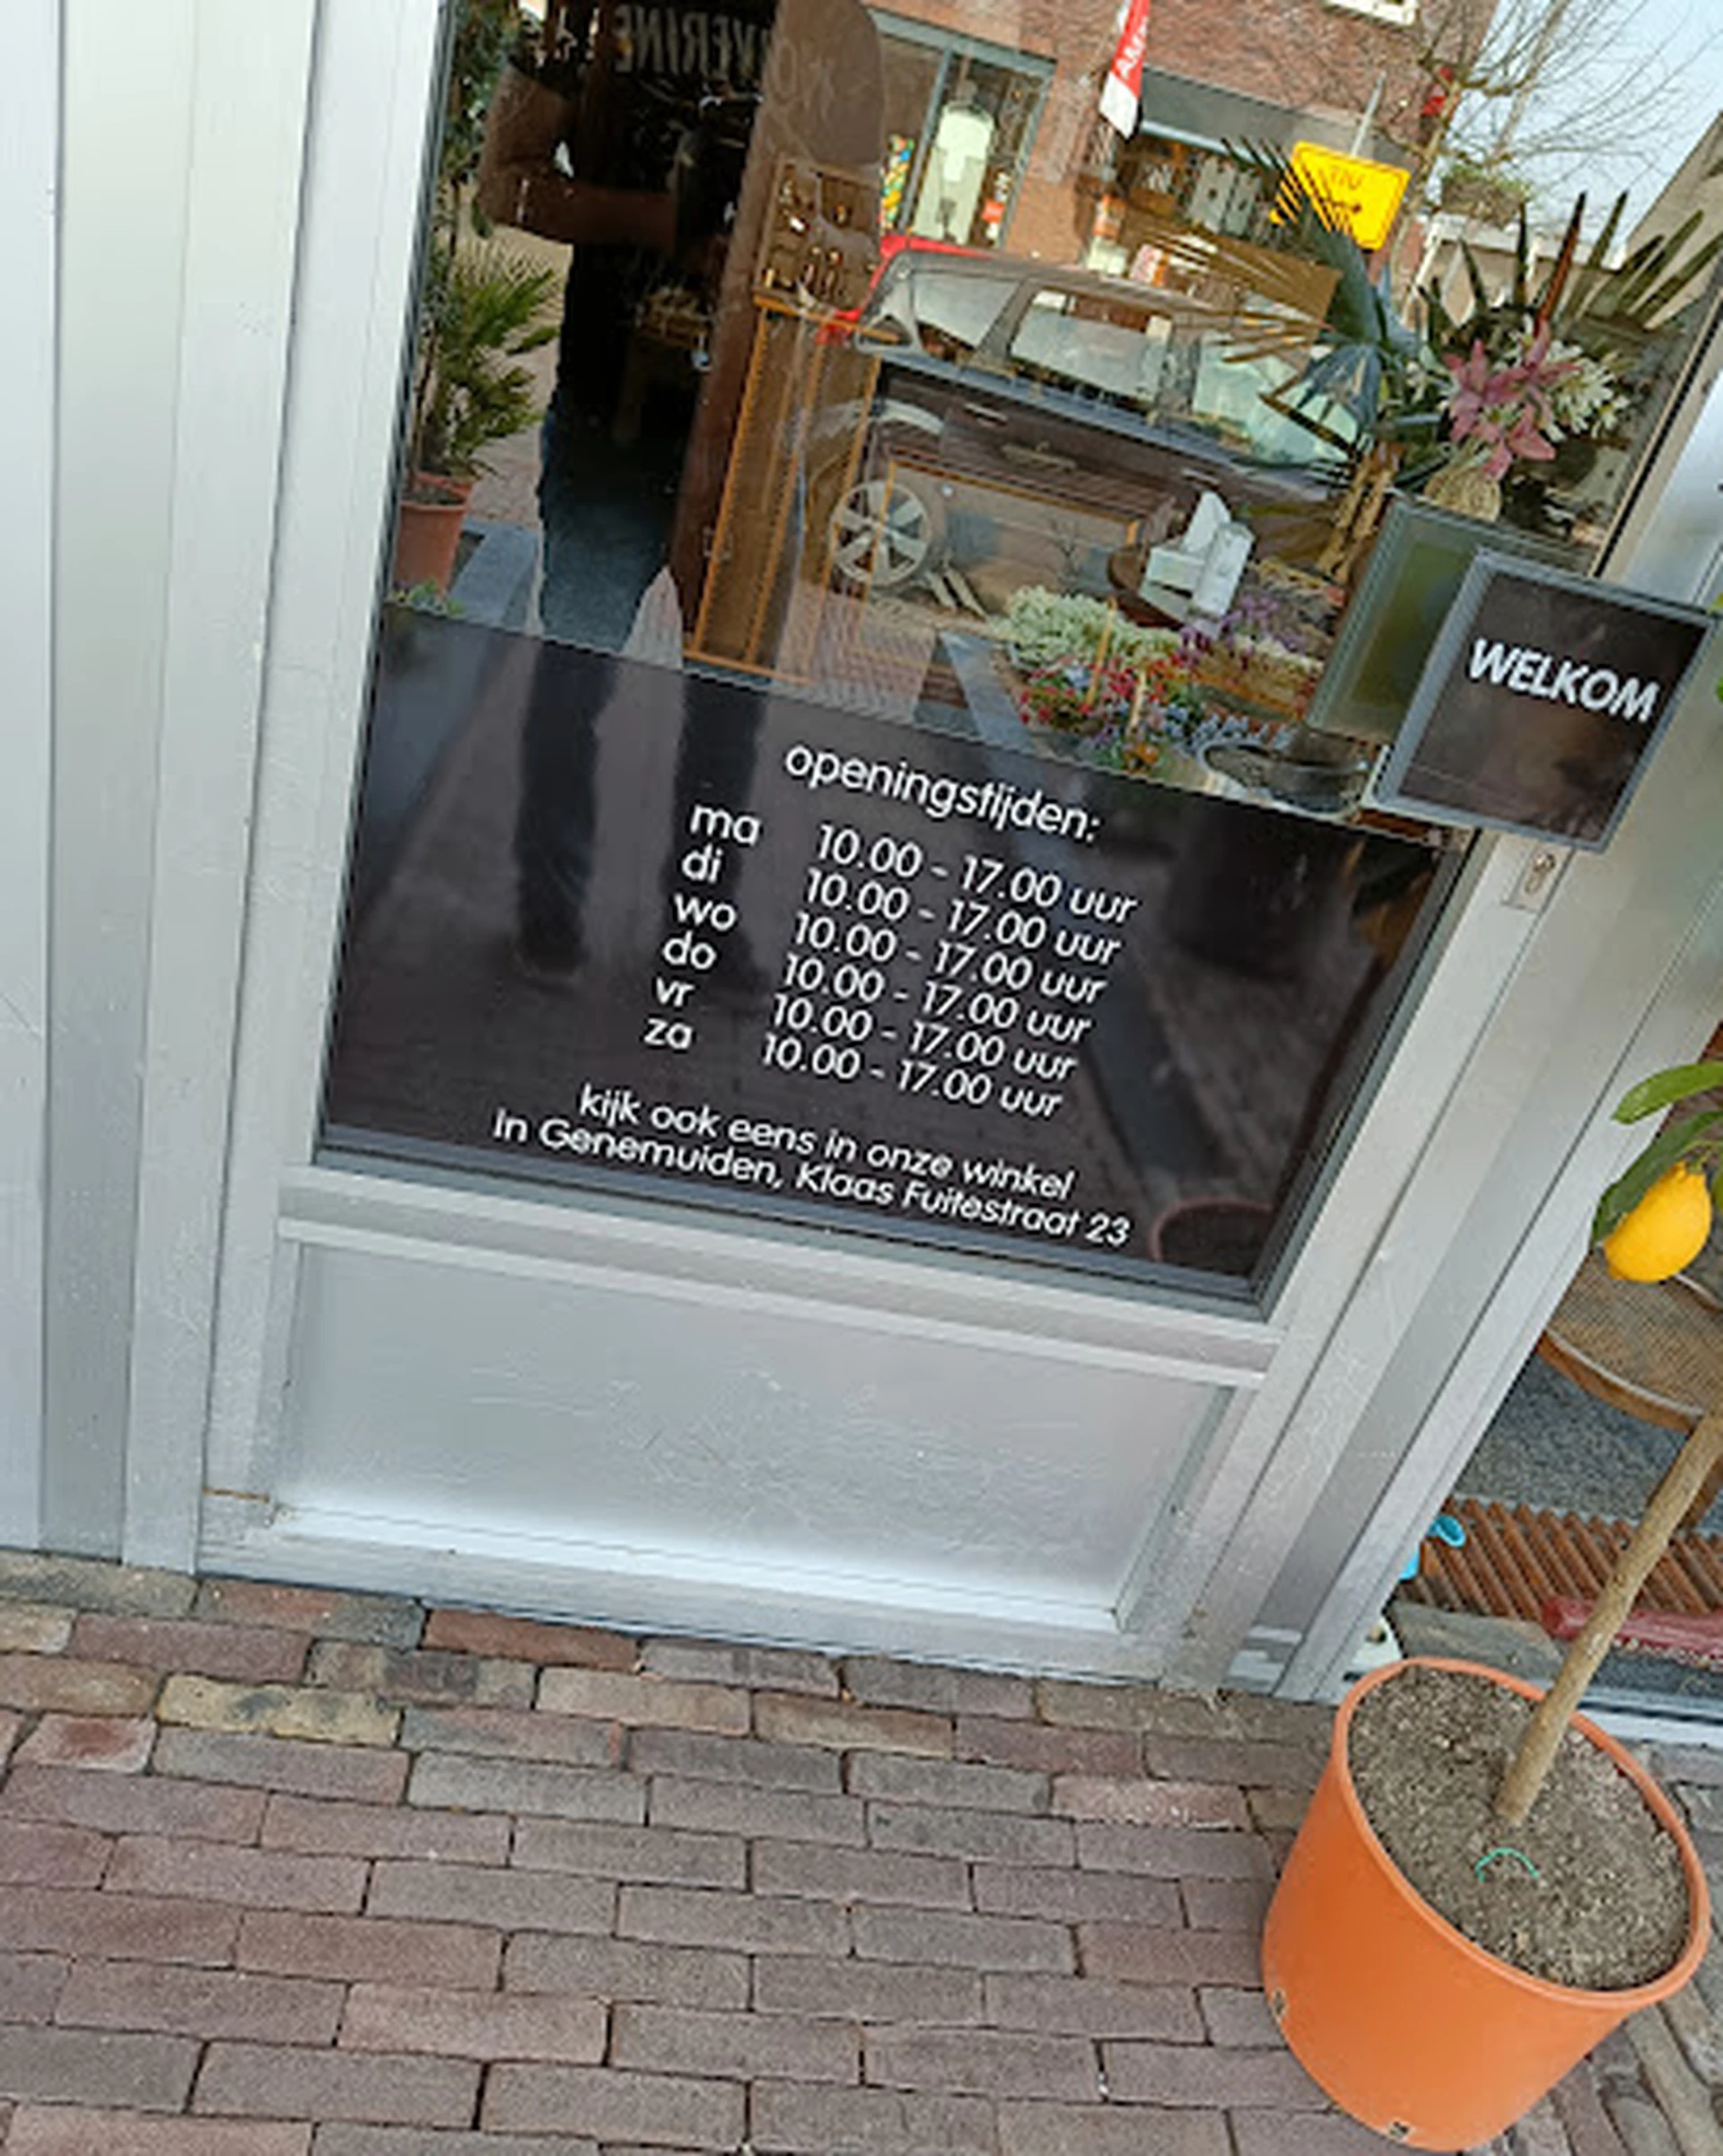 WELKOM
openingstijden:
ma 10.00 - 17.00 uur
di 10.00 - 17.00 uur
wo 10.00 - 17.00 uur
do 10.00 - 17.00 uur
vr 10.00 - 17.00 uur
za 10.00 - 17.00 uur
kijk ook eens in onze winkel
in Genemuiden, Klaas Fuitestraat 23